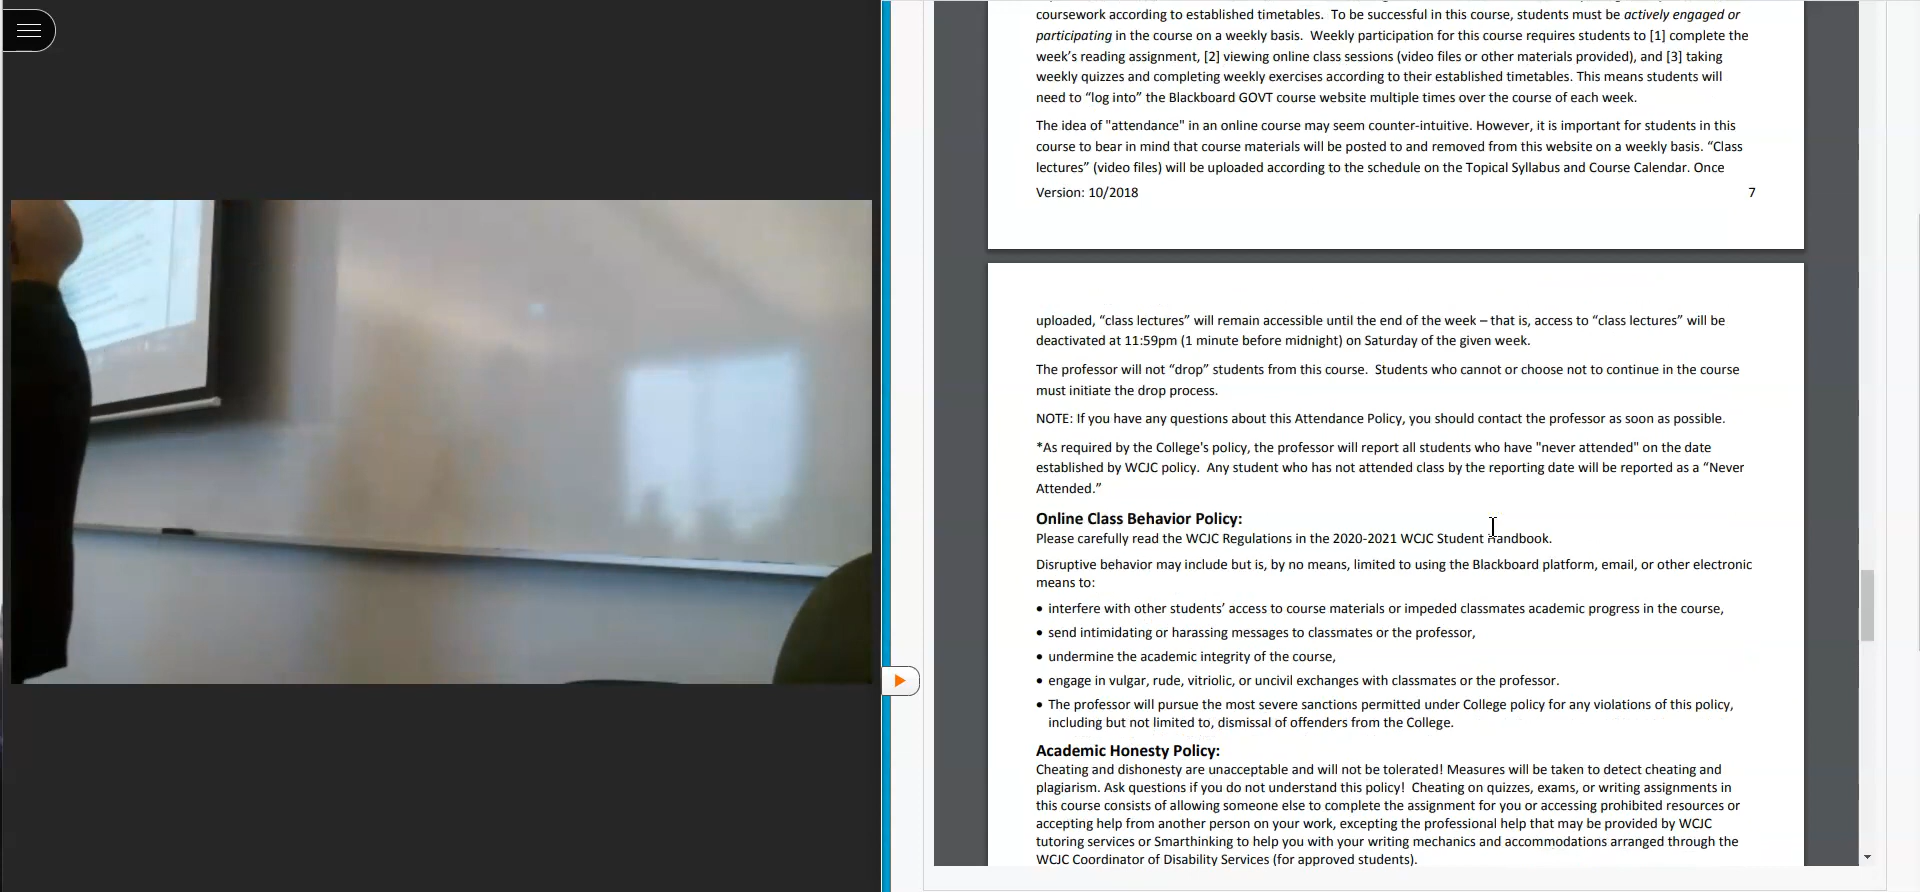 coursework according to established timetables.  To be successful in this course, students must be actively engaged or
participating in the course on a weekly basis.  Weekly participation for this course requires students to [1] complete the
week’s reading assignment, [2] viewing online class sessions (video files or other materials provided), and [3] taking
weekly quizzes and completing weekly exercises according to their established timetables. This means students will
need to “log into” the Blackboard GOVT course website multiple times over the course of each week.
The idea of "attendance" in an online course may seem counter-intuitive. However, it is important for students in this
course to bear in mind that course materials will be posted to and removed from this website on a weekly basis. “Class
lectures” (video files) will be uploaded according to the schedule on the Topical Syllabus and Course Calendar. Once
Version: 10/2018 7
uploaded, “class lectures” will remain accessible until the end of the week – that is, access to “class lectures” will be
deactivated at 11:59pm (1 minute before midnight) on Saturday of the given week.
The professor will not “drop” students from this course.  Students who cannot or choose not to continue in the course
must initiate the drop process.
NOTE: If you have any questions about this Attendance Policy, you should contact the professor as soon as possible.
*As required by the College's policy, the professor will report all students who have "never attended" on the date
established by WCJC policy.  Any student who has not attended class by the reporting date will be reported as a “Never
Attended.”
Online Class Behavior Policy:
Please carefully read the WCJC Regulations in the 2020-2021 WCJC Student Handbook.
Disruptive behavior may include but is, by no means, limited to using the Blackboard platform, email, or other electronic
means to:
• interfere with other students’ access to course materials or impeded classmates academic progress in the course,
• send intimidating or harassing messages to classmates or the professor,
• undermine the academic integrity of the course,
• engage in vulgar, rude, vitriolic, or uncivil exchanges with classmates or the professor.
• The professor will pursue the most severe sanctions permitted under College policy for any violations of this policy,
including but not limited to, dismissal of offenders from the College.
Academic Honesty Policy:
Cheating and dishonesty are unacceptable and will not be tolerated! Measures will be taken to detect cheating and
plagiarism. Ask questions if you do not understand this policy!  Cheating on quizzes, exams, or writing assignments in
this course consists of allowing someone else to complete the assignment for you or accessing prohibited resources or
accepting help from another person on your work, excepting the professional help that may be provided by WCJC
tutoring services or Smarthinking to help you with your writing mechanics and accommodations arranged through the
WCJC Coordinator of Disability Services (for approved students).